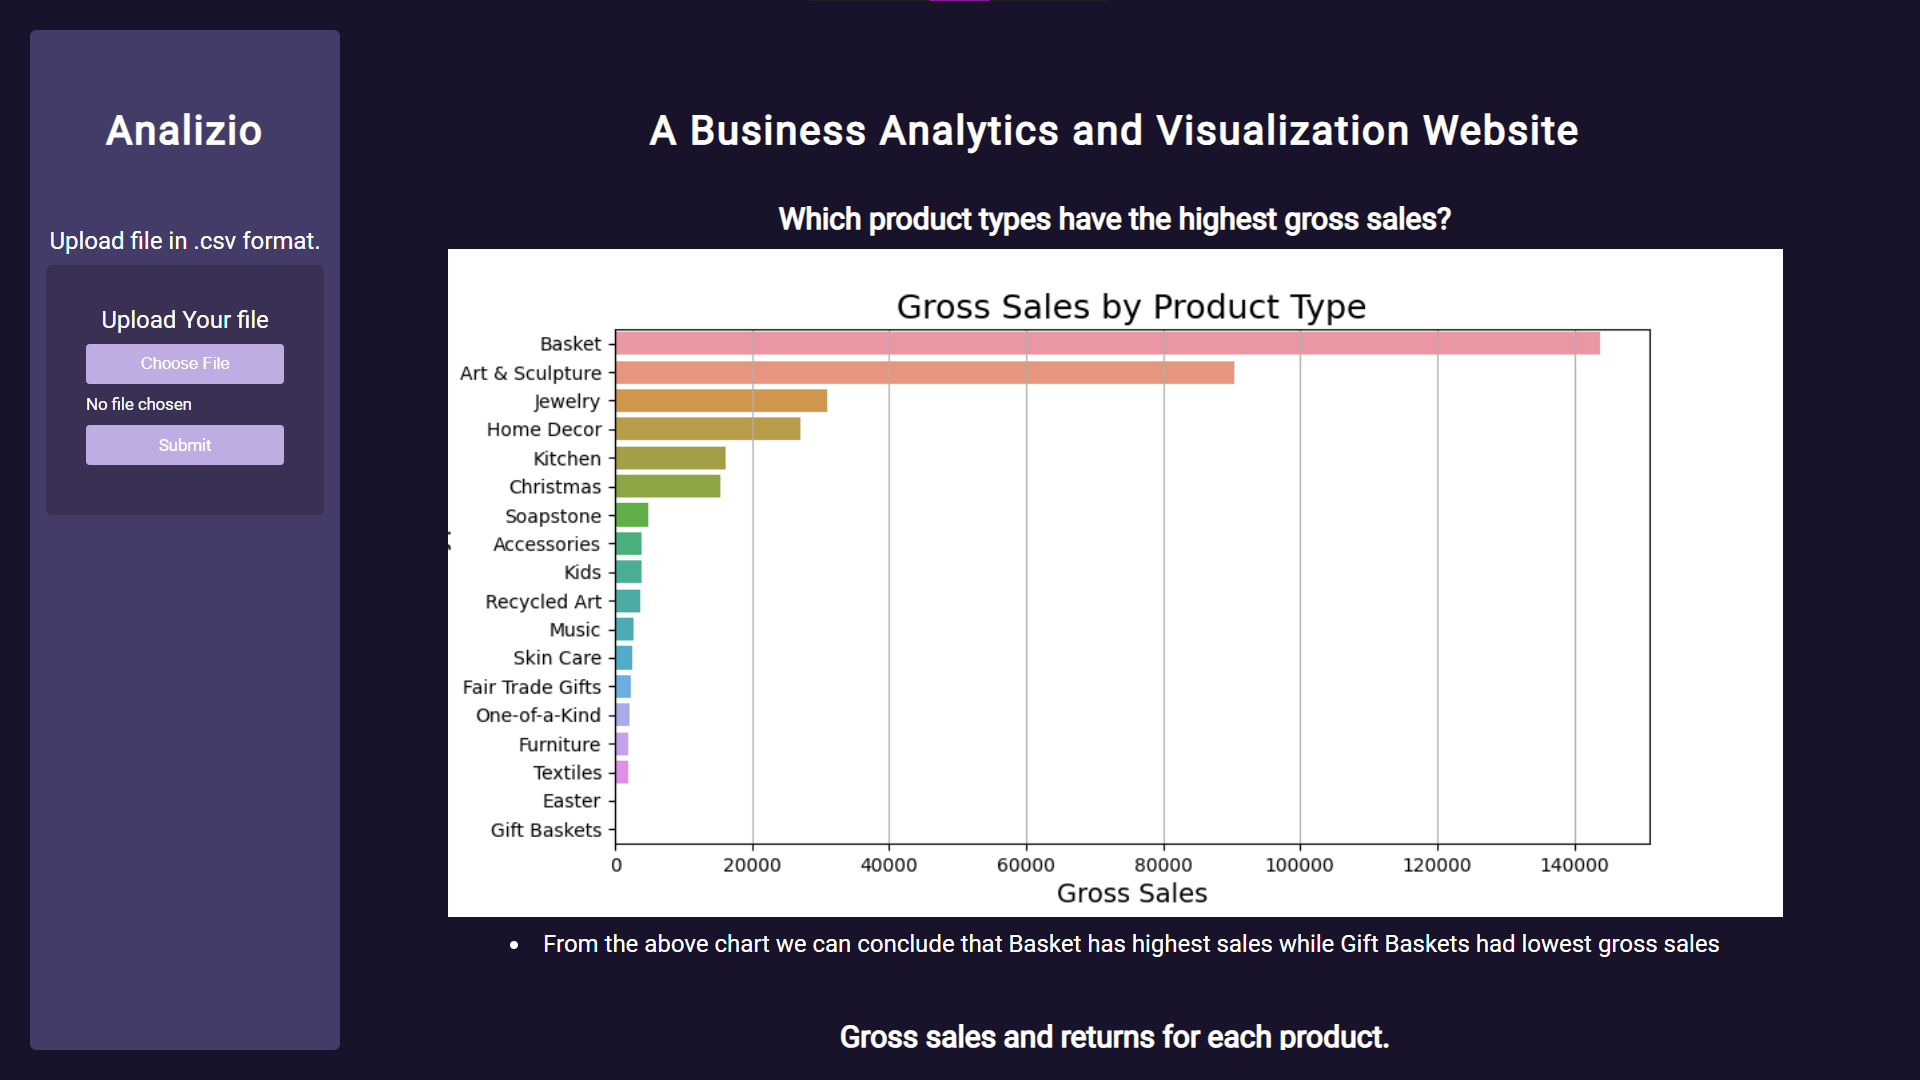 Analizio
Upload file in .csv format.
Upload Your file
Choose File
No file chosen
Submit
A Business Analytics and Visualization Website
Which product types have the highest gross sales?
Gross Sales by Product Type
Basket
Art & Sculpture
Jewelry
Home Decor
Kitchen
Christmas
Soapstone
Accessories
Kids
Recycled Art
Music
Skin Care
Fair Trade Gifts
One-of-a-Kind
Furniture
Textiles
Easter
Gift Baskets
0 20000 40000 60000 80000 100000 120000 140000
Gross Sales
• From the above chart we can conclude that Basket has highest sales while Gift Baskets had lowest gross sales
Gross sales and returns for each product.